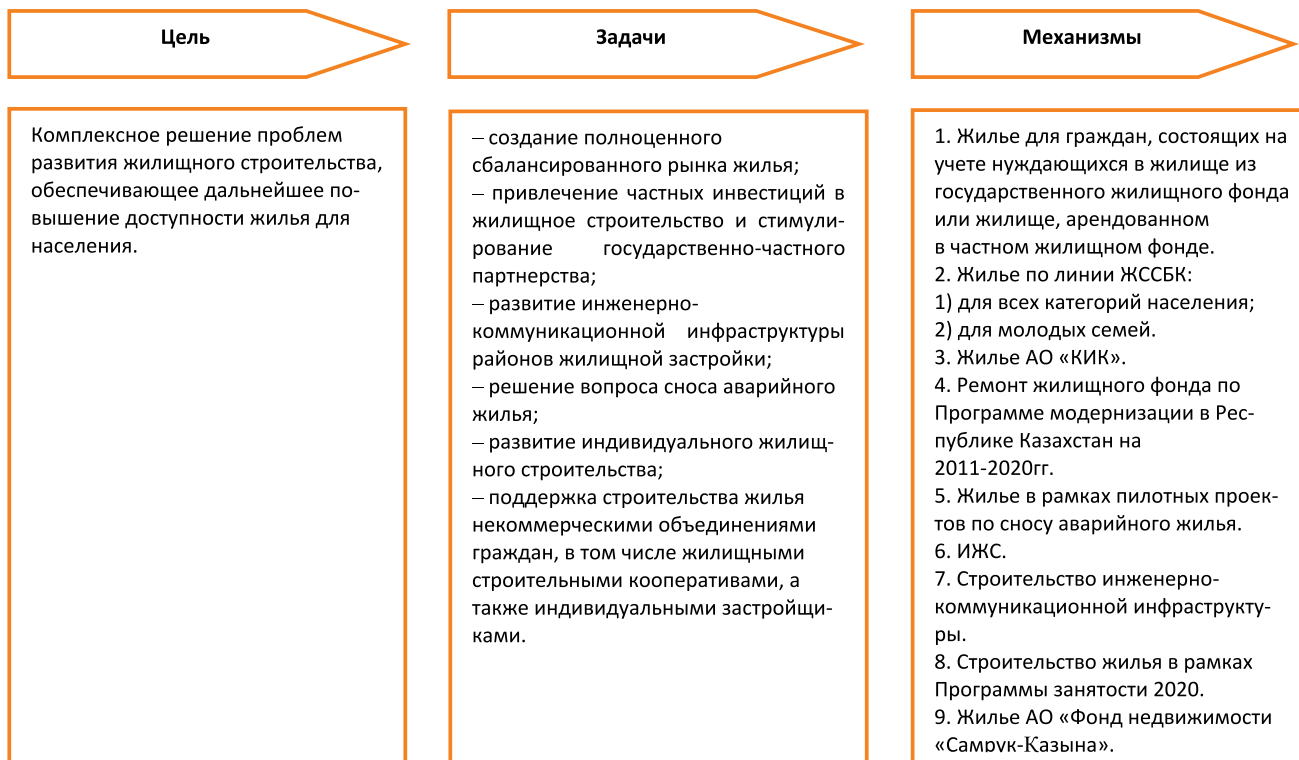 Цель
Задачи
Механизмы
Комплексное решение проблем
развития жилищного строительства,
обеспечивающее дальнейшее по-
вышение доступности жилья для
населения.
– создание полноценного
сбалансированного рынка жилья;
– привлечение частных инвестиций в
жилищное строительство и стимули-
рование государственно-частного
партнерства;
– развитие инженерно-
коммуникационной инфраструктуры
районов жилищной застройки;
– решение вопроса сноса аварийного
жилья;
– развитие индивидуального жилищ-
ного строительства;
– поддержка строительства жилья
некоммерческими объединениями
граждан, в том числе жилищными
строительными кооперативами, а
также индивидуальными застройщи-
ками.
1. Жилье для граждан, состоящих на
учете нуждающихся в жилище из
государственного жилищного фонда
или жилище, арендованном
в частном жилищном фонде.
2. Жилье по линии ЖССБК:
1) для всех категорий населения;
2) для молодых семей.
3. Жилье АО «КИК».
4. Ремонт жилищного фонда по
Программе модернизации в Рес-
публике Казахстан на
2011-2020гг.
5. Жилье в рамках пилотных проек-
тов по сносу аварийного жилья.
6. ИЖС.
7. Строительство инженерно-
коммуникационной инфраструкту-
ры.
8. Строительство жилья в рамках
Программы занятости 2020.
9. Жилье АО «Фонд недвижимости
«Самрук-Казына».